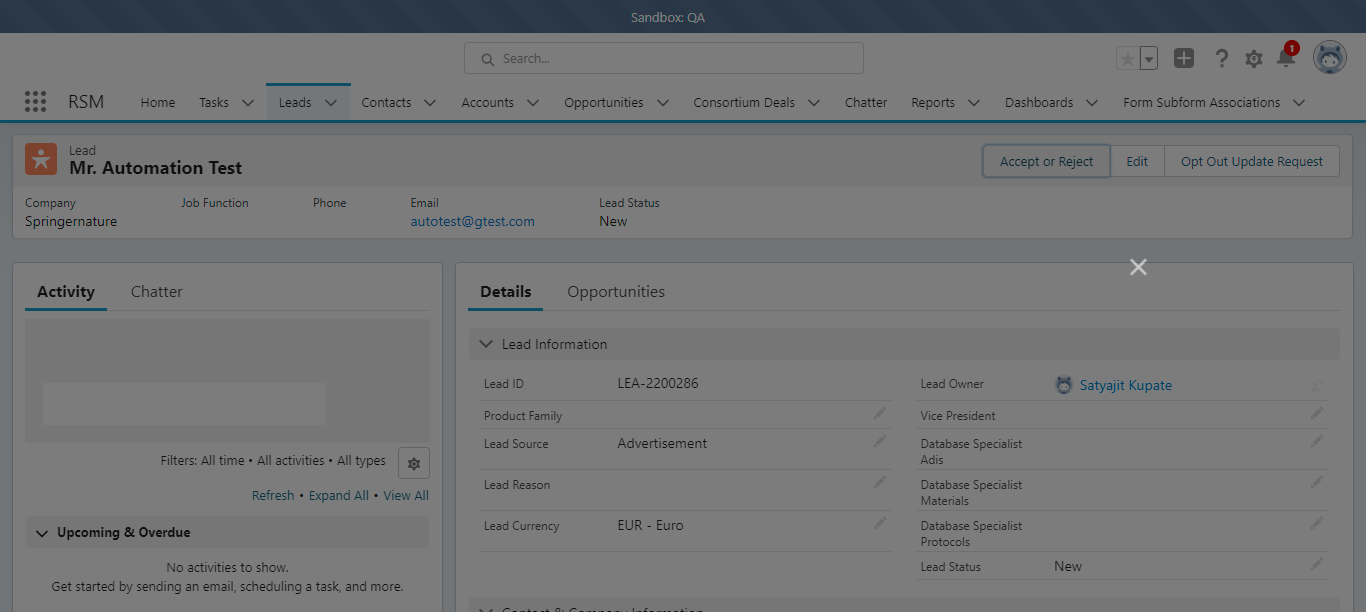 Sandbox: QA
Search...
1
RSM Home Tasks Leads Contacts Accounts Opportunities Consortium Deals Chatter Reports Dashboards Form Subform Associations
Lead
Mr. Automation Test
Accept or Reject Edit Opt Out Update Request
Company Job Function Phone Email Lead Status
Springernature autotest@gtest.com New
Activity Chatter
Filters: All time • All activities • All types
Refresh • Expand All • View All
Upcoming & Overdue
No activities to show.
Get started by sending an email, scheduling a task, and more.
Details Opportunities
Lead Information
Lead ID LEA-2200286 Lead Owner Satyajit Kupate
Product Family Vice President
Lead Source Advertisement Database Specialist
Adis
Lead Reason Database Specialist
Materials
Lead Currency EUR - Euro Database Specialist
Protocols
Lead Status New
Contact & Company Information